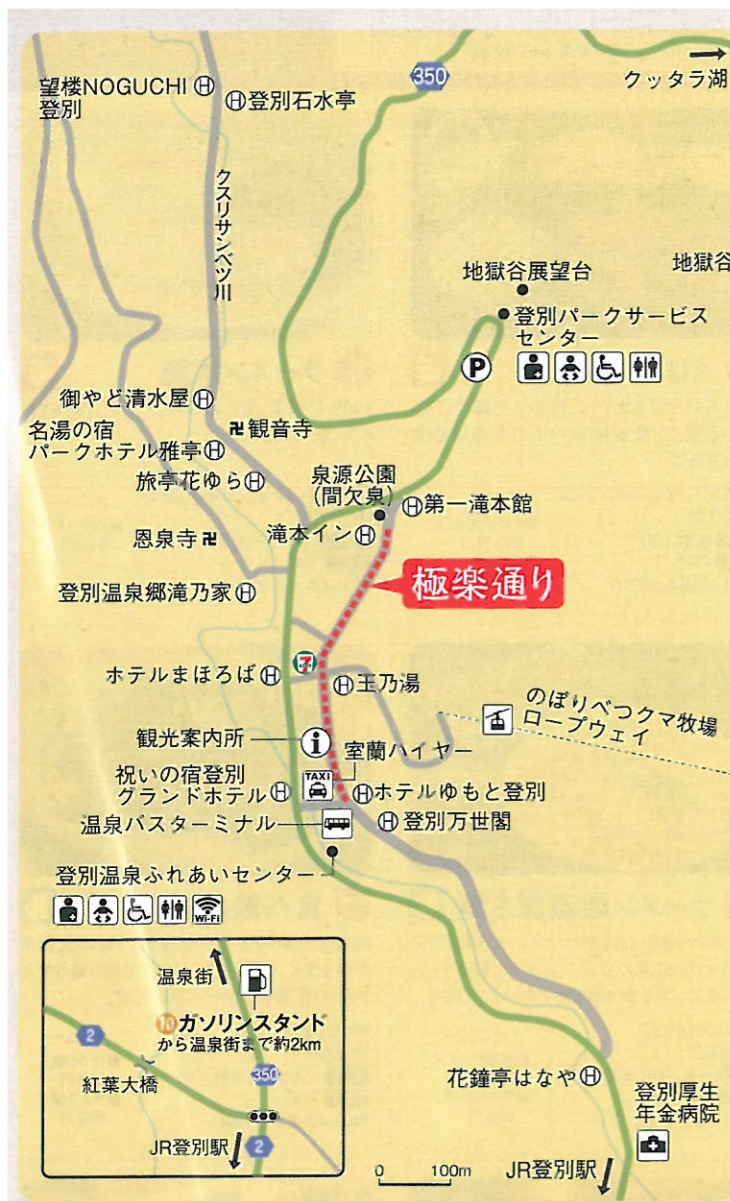 350
クッタラ湖
望楼NOGUCHI
登別
登別石水亭
クスリサンベツ川
地獄谷展望台
地獄谷
登別パークサービス
センター
P
御やど清水屋
名湯の宿
パークホテル雅亭
卍観音寺
旅亭花ゆら
泉源公園
(間欠泉)
第一滝本館
滝本イン
恩泉寺卍
極楽通り
登別温泉郷滝乃家
7
ホテルまほろば
玉乃湯
のぼりべつクマ牧場
ロープウェイ
観光案内所
i
室蘭ハイヤー
祝いの宿登別
グランドホテル
TAXI
ホテルゆもと登別
温泉バスターミナル
登別万世閣
登別温泉ふれあいセンター
Wi-Fi
温泉街
2
⑩ガソリンスタンド
から温泉街まで約2km
紅葉大橋
350
2
JR登別駅
花鐘亭はなや
登別厚生
年金病院
0 100m
JR登別駅